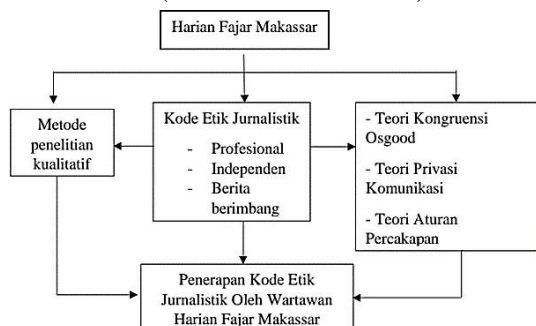 Harian Fajar Makassar
Metode
penelitian
kualitatif
Kode Etik Jurnalistik
- Profesional
- Independen
- Berita
berimbang
- Teori Kongruensi
Osgood
- Teori Privasi
Komunikasi
- Teori Aturan
Percakapan
Penerapan Kode Etik
Jurnalistik Oleh Wartawan
Harian Fajar Makassar